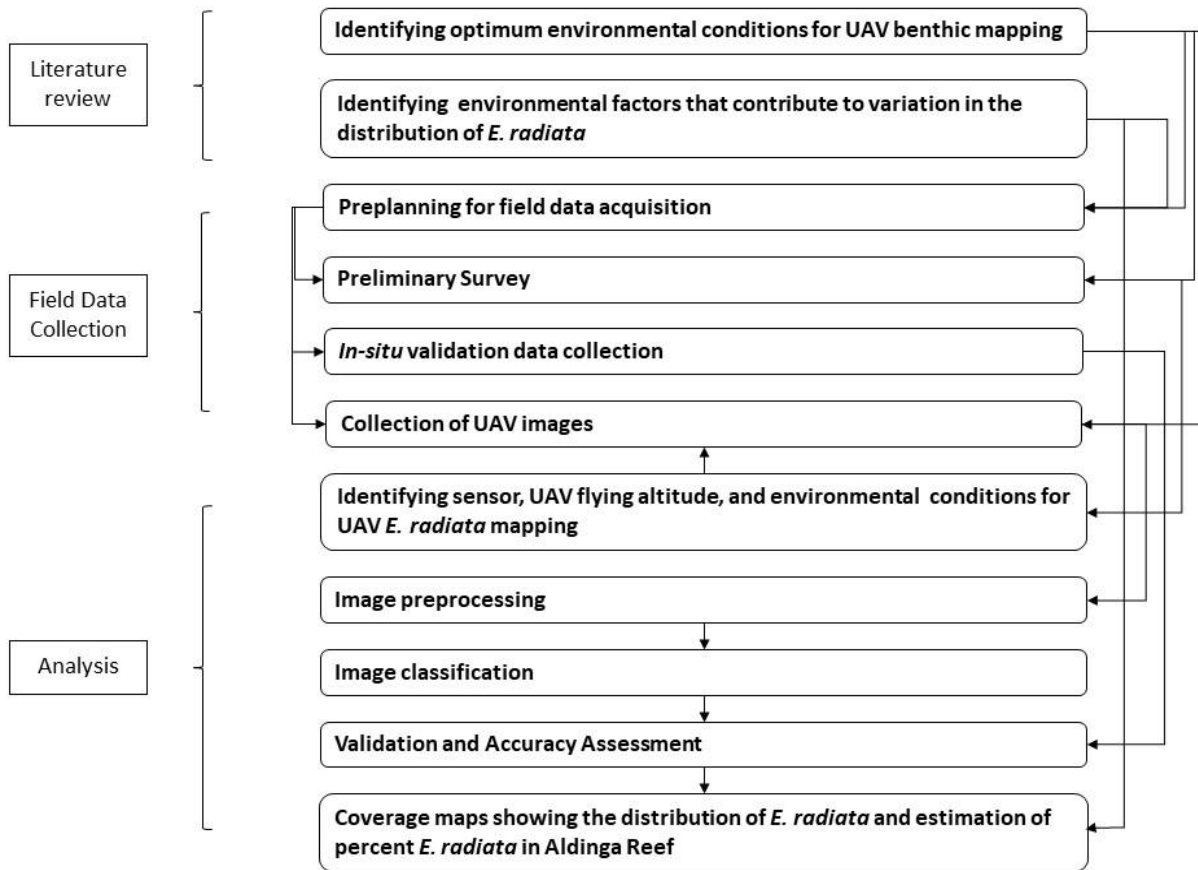 Literature
review
Identifying optimum environmental conditions for UAV benthic mapping
Identifying environmental factors that contribute to variation in the
distribution of E. radiata
Field Data
Collection
Preplanning for field data acquisition
Preliminary Survey
In-situ validation data collection
Collection of UAV images
Analysis
Identifying sensor, UAV flying altitude, and environmental conditions for
UAV E. radiata mapping
Image preprocessing
Image classification
Validation and Accuracy Assessment
Coverage maps showing the distribution of E. radiata and estimation of
percent E. radiata in Aldinga Reef